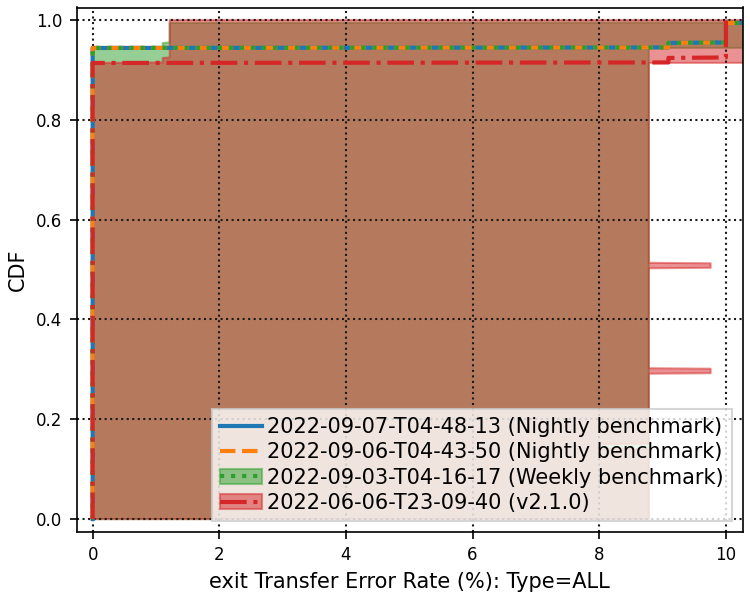 1.0
0.8
0.6
0.4
0.2
0.0
CDF
2022-09-07-T04-48-13 (Nightly benchmark)
2022-09-06-T04-43-50 (Nightly benchmark)
2022-09-03-T04-16-17 (Weekly benchmark)
2022-06-06-T23-09-40 (v2.1.0)
0 2 4 6 8 10
exit Transfer Error Rate (%): Type=ALL